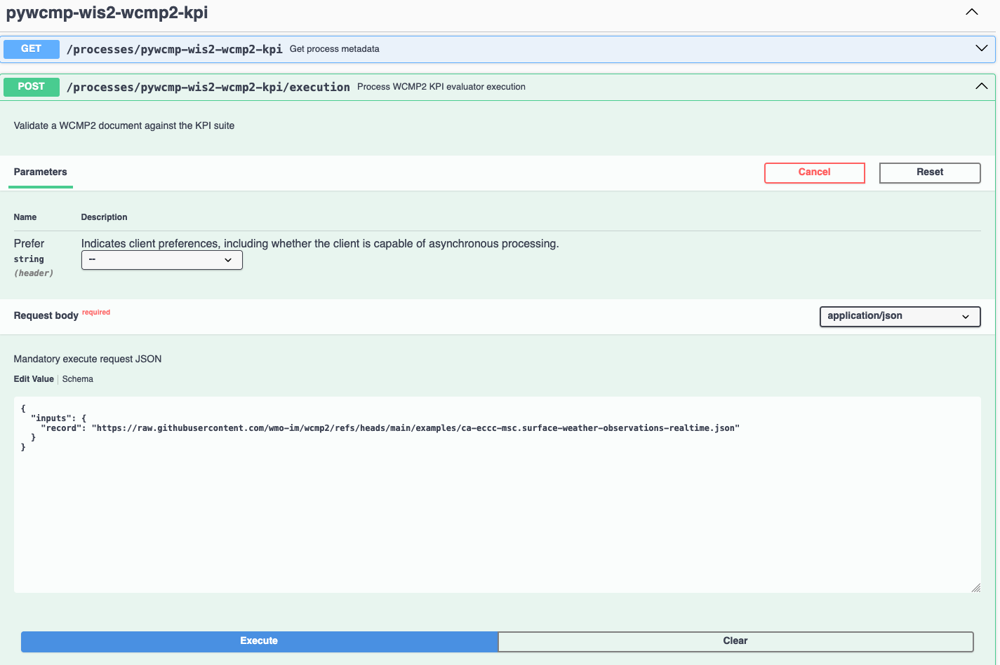 pywcmp-wis2-wcmp2-kpi
GET /processes/pywcmp-wis2-wcmp2-kpi Get process metadata
POST /processes/pywcmp-wis2-wcmp2-kpi/execution Process WCMP2 KPI evaluator execution
Validate a WCMP2 document against the KPI suite
Parameters Cancel Reset
Name Description
Prefer Indicates client preferences, including whether the client is capable of asynchronous processing.
string --
(header)
Request body required application/json
Mandatory execute request JSON
Edit Value Schema
{
  "inputs": {
    "record": "https://raw.githubusercontent.com/wmo-im/wcmp2/refs/heads/main/examples/ca-eccc-msc.surface-weather-observations-realtime.json"
  }
}
Execute Clear